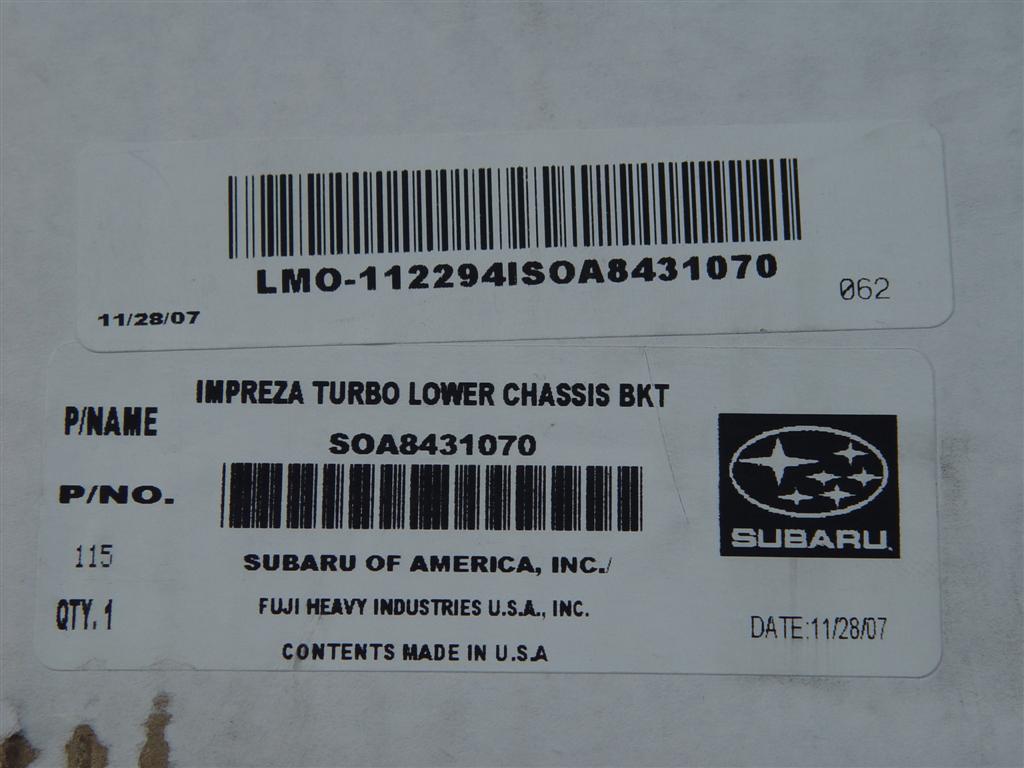 LMO-112294ISOA8431070
062
11/28/07
IMPREZA TURBO LOWER CHASSIS BKT
P/NAME
SOA8431070
P/NO.
SUBARU
115
SUBARU OF AMERICA, INC./
QTY. 1
FUJI HEAVY INDUSTRIES U.S.A., INC.
DATE:11/28/07
CONTENTS MADE IN U.S.A